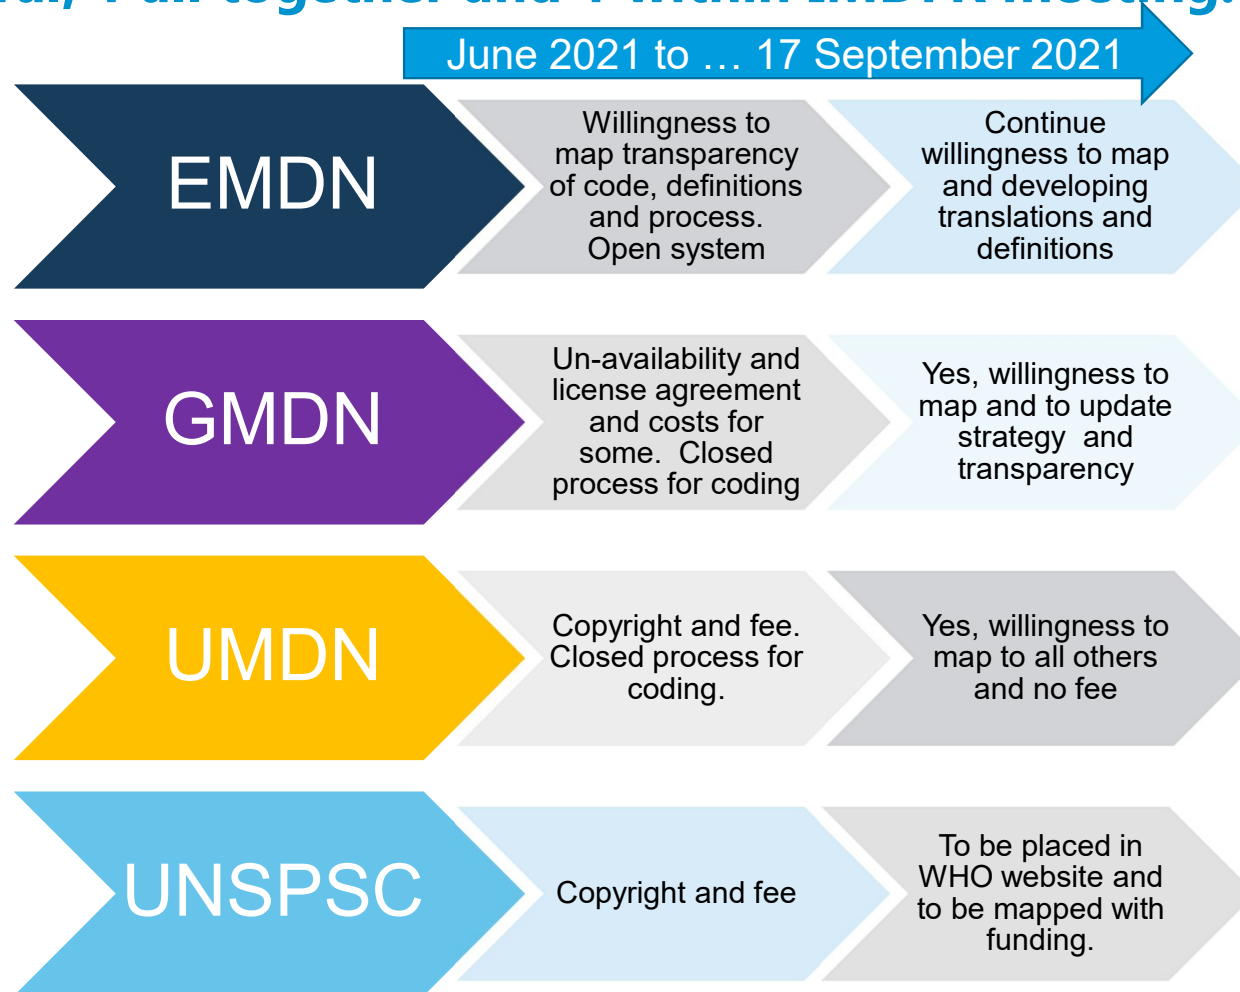 together and
within
meeting.
June 2021 to … 17 September 2021
EMDN
Willingness to
map transparency
of code, definitions
and process.
Open system
Continue
willingness to map
and developing
translations and
definitions
GMDN
Un-availability and
license agreement
and costs for
some.  Closed
process for coding
Yes, willingness to
map and to update
strategy  and
transparency
UMDN
Copyright and fee.
Closed process for
coding.
Yes, willingness to
map to all others
and no fee
UNSPSC
Copyright and fee
To be placed in
WHO website and
to be mapped with
funding.